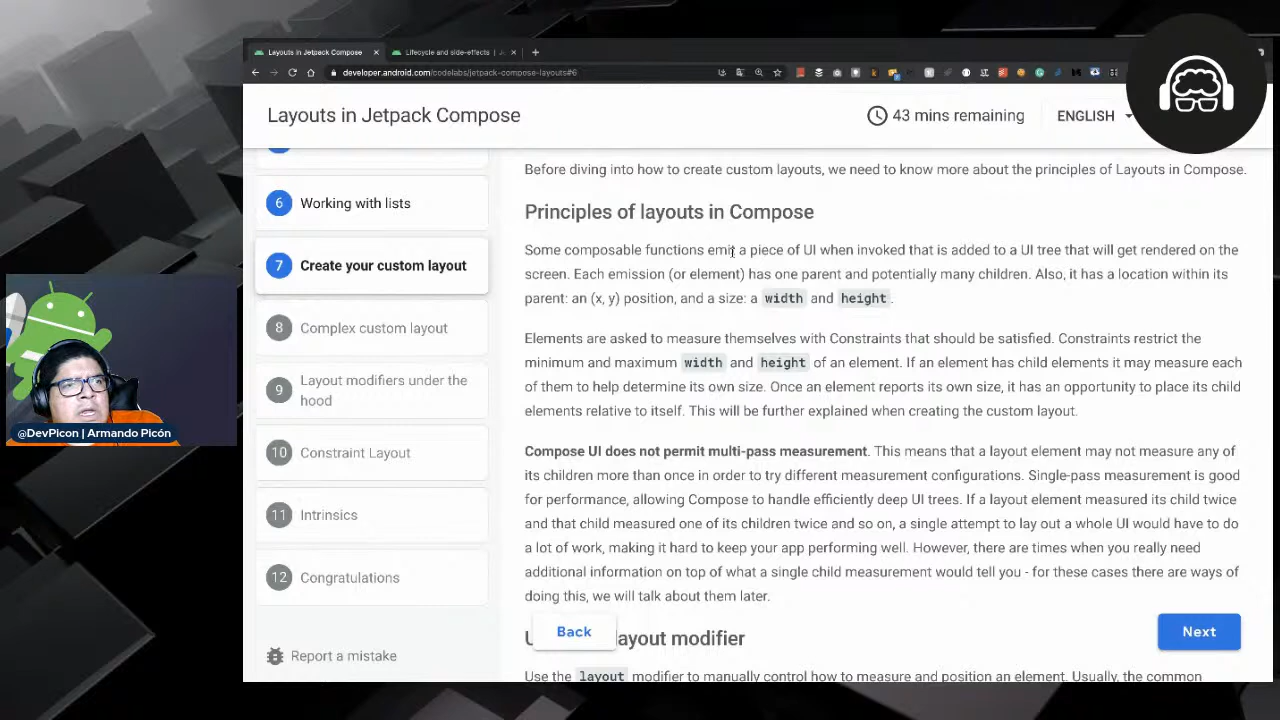 Layouts in Jetpack Compose
Lifecycle and side-effects | J
developer.android.com/codelabs/jetpack-compose-layouts#6
Layouts in Jetpack Compose
43 mins remaining
ENGLISH
6 Working with lists
7 Create your custom layout
8 Complex custom layout
9 Layout modifiers under the
hood
10 Constraint Layout
11 Intrinsics
12 Congratulations
Report a mistake
Before diving into how to create custom layouts, we need to know more about the principles of Layouts in Compose.
Principles of layouts in Compose
Some composable functions emit a piece of UI when invoked that is added to a UI tree that will get rendered on the
screen. Each emission (or element) has one parent and potentially many children. Also, it has a location within its
parent: an (x, y) position, and a size: a width and height.
Elements are asked to measure themselves with Constraints that should be satisfied. Constraints restrict the
minimum and maximum width and height of an element. If an element has child elements it may measure each
of them to help determine its own size. Once an element reports its own size, it has an opportunity to place its child
elements relative to itself. This will be further explained when creating the custom layout.
Compose UI does not permit multi-pass measurement. This means that a layout element may not measure any of
its children more than once in order to try different measurement configurations. Single-pass measurement is good
for performance, allowing Compose to handle efficiently deep UI trees. If a layout element measured its child twice
and that child measured one of its children twice and so on, a single attempt to lay out a whole UI would have to do
a lot of work, making it hard to keep your app performing well. However, there are times when you really need
additional information on top of what a single child measurement would tell you - for these cases there are ways of
doing this, we will talk about them later.
Back
Next
layout modifier
Use the layout modifier to manually control how to measure and position an element. Usually, the common
@DevPicon | Armando Picón